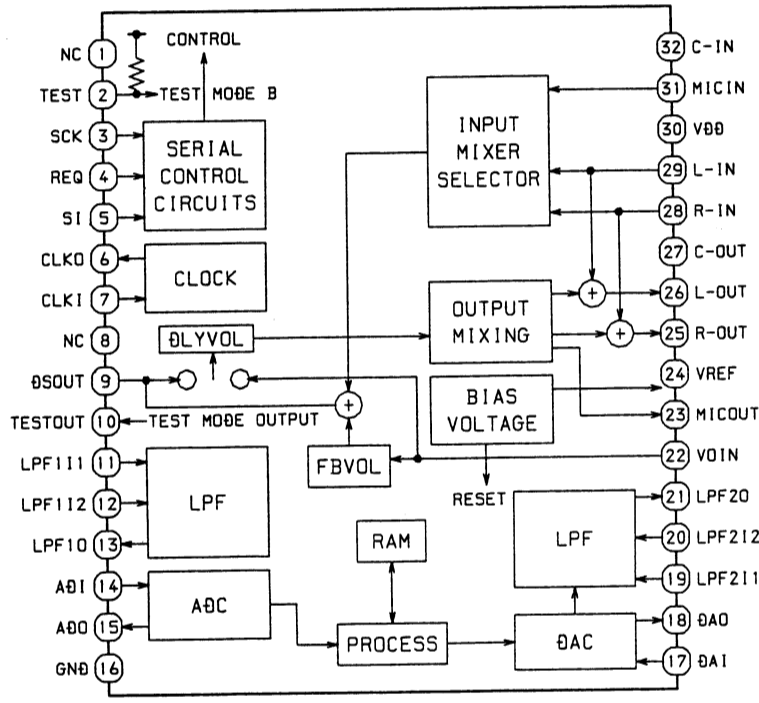 NC 1
TEST 2
SCK 3
REQ 4
SI 5
CLKO 6
CLKI 7
NC 8
DSOUT 9
TESTOUT 10
LPF1I1 11
LPF1I2 12
LPF1O 13
ADI 14
ADO 15
GND 16
CONTROL
TEST MODE B
SERIAL
CONTROL
CIRCUITS
CLOCK
DLYVOL
TEST MODE OUTPUT
LPF
ADC
INPUT
MIXER
SELECTOR
OUTPUT
MIXING
+
+
+
BIAS
VOLTAGE
FBVOL
RESET
RAM
PROCESS
LPF
DAC
32 C-IN
31 MICIN
30 VDD
29 L-IN
28 R-IN
27 C-OUT
26 L-OUT
25 R-OUT
24 VREF
23 MICOUT
22 VOIN
21 LPF2O
20 LPF2I2
19 LPF2I1
18 DAO
17 DAI